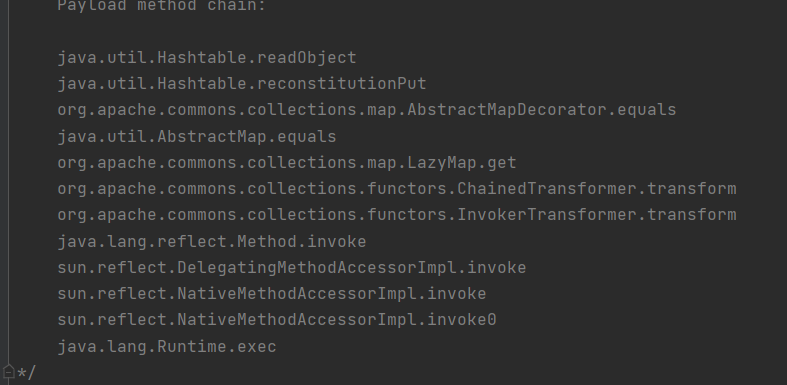 Payload method chain:
java.util.Hashtable.readObject
java.util.Hashtable.reconstitutionPut
org.apache.commons.collections.map.AbstractMapDecorator.equals
java.util.AbstractMap.equals
org.apache.commons.collections.map.LazyMap.get
org.apache.commons.collections.functors.ChainedTransformer.transform
org.apache.commons.collections.functors.InvokerTransformer.transform
java.lang.reflect.Method.invoke
sun.reflect.DelegatingMethodAccessorImpl.invoke
sun.reflect.NativeMethodAccessorImpl.invoke
sun.reflect.NativeMethodAccessorImpl.invoke0
java.lang.Runtime.exec
*/